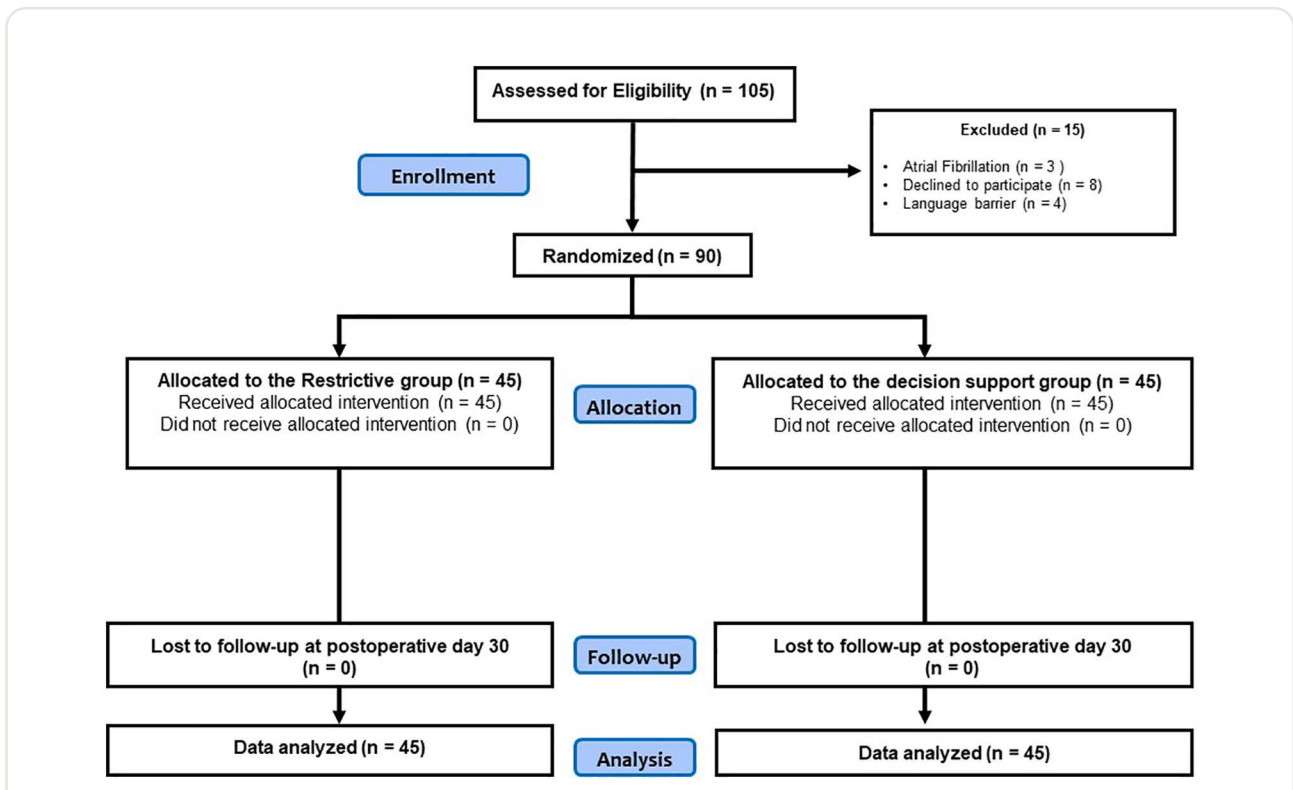 Assessed for Eligibility (n = 105)
Excluded (n = 15)
• Atrial Fibrillation (n = 3 )
• Declined to participate (n = 8)
• Language barrier (n = 4)
Enrollment
Randomized (n = 90)
Allocated to the Restrictive group (n = 45)
Received allocated intervention (n = 45)
Did not receive allocated intervention (n = 0)
Allocation
Allocated to the decision support group (n = 45)
Received allocated intervention (n = 45)
Did not receive allocated intervention (n = 0)
Lost to follow-up at postoperative day 30
(n = 0)
Follow-up
Lost to follow-up at postoperative day 30
(n = 0)
Data analyzed (n = 45)
Analysis
Data analyzed (n = 45)